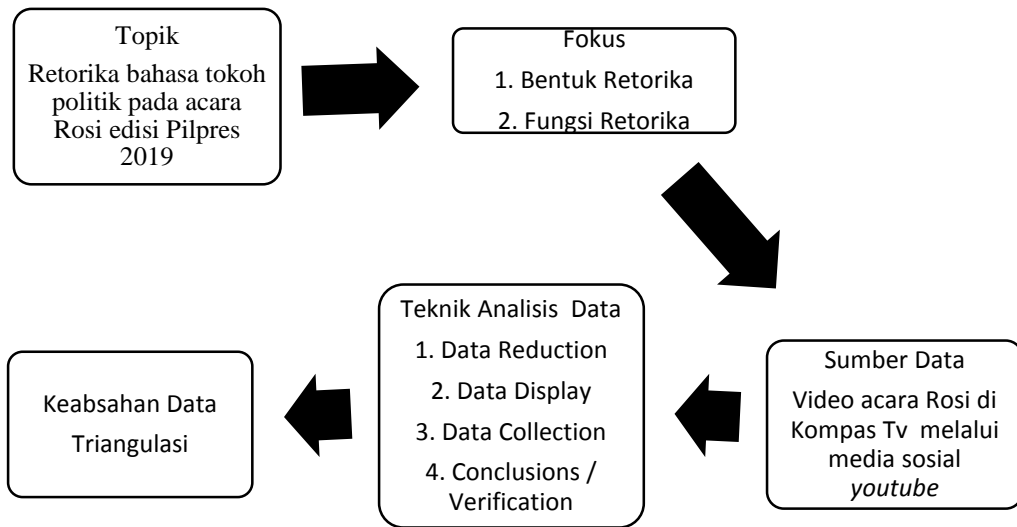 Topik
Retorika bahasa tokoh
politik pada acara
Rosi edisi Pilpres
2019
Fokus
1. Bentuk Retorika
2. Fungsi Retorika
Sumber Data
Video acara Rosi di
Kompas Tv melalui
media sosial
youtube
Teknik Analisis Data
1. Data Reduction
2. Data Display
3. Data Collection
4. Conclusions /
Verification
Keabsahan Data
Triangulasi